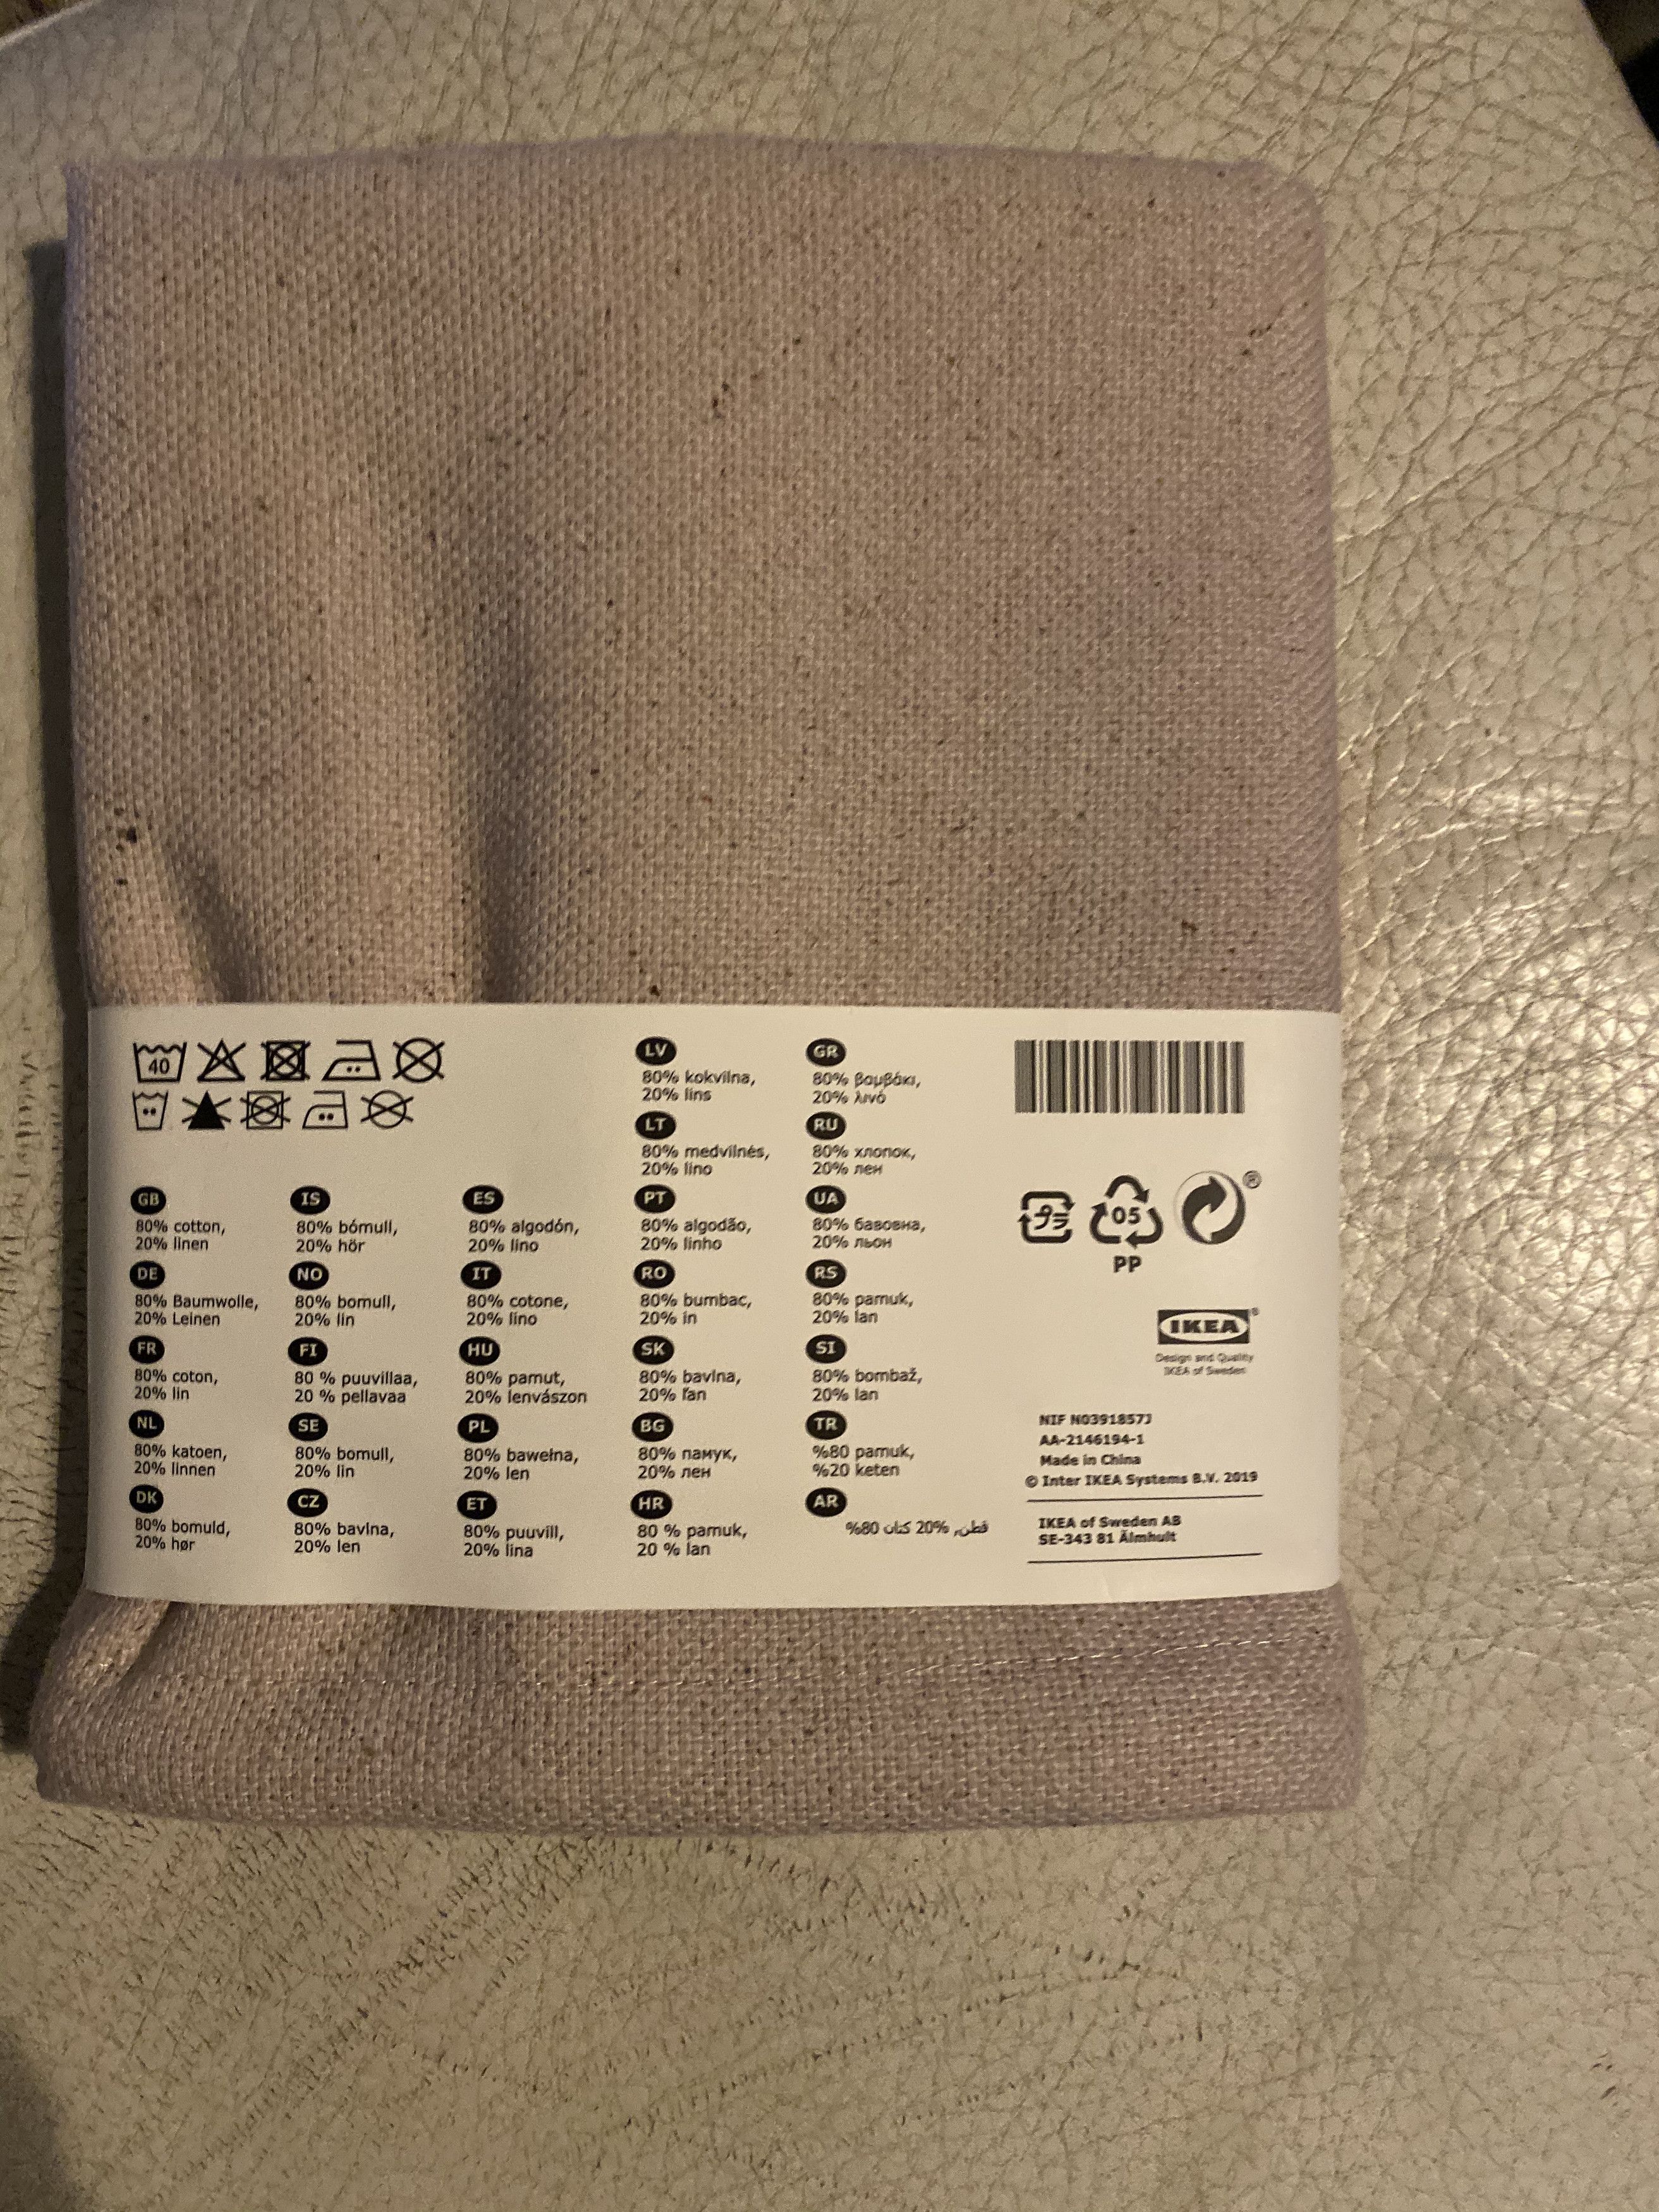 40
GB
80% cotton,
20% linen
DE
80% Baumwolle,
20% Leinen
FR
80% coton,
20% lin
NL
80% katoen,
20% linnen
DK
80% bomuld,
20% hør
IS
80% bómull,
20% hör
NO
80% bomull,
20% lin
FI
80 % puuvillaa,
20 % pellavaa
SE
80% bomull,
20% lin
CZ
80% bavlna,
20% len
ES
80% algodón,
20% lino
IT
80% cotone,
20% lino
HU
80% pamut,
20% lenvászon
PL
80% bawełna,
20% len
ET
80% puuvill,
20% lina
LV
80% kokvilna,
20% lins
LT
80% medvilnės,
20% lino
PT
80% algodão,
20% linho
RO
80% bumbac,
20% in
SK
80% bavlna,
20% ľan
BG
80% памук,
20% лен
HR
80 % pamuk,
20 % lan
GR
80% βαμβάκι,
20% λινό
RU
80% хлопок,
20% лен
UA
80% бавовна,
20% льон
RS
80% pamuk,
20% lan
SI
80% bombaž,
20% lan
TR
%80 pamuk,
%20 keten
AR
%80 قطن, 20% كتان
プラ
05
PP
®
IKEA®
Design and Quality
IKEA of Sweden
NIF N0391857J
AA-2146194-1
Made in China
© Inter IKEA Systems B.V. 2019
IKEA of Sweden AB
SE-343 81 Älmhult